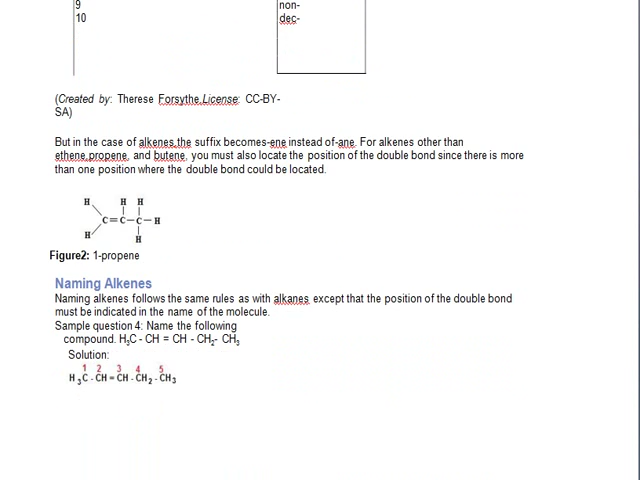 9 non-
10 dec-
(Created by: Therese Forsythe,License: CC-BY-
SA)
But in the case of alkenes,the suffix becomes-ene instead of-ane. For alkenes other than
ethene,propene, and butene, you must also locate the position of the double bond since there is more
than one position where the double bond could be located.
H H H
C=C-C-H
H H
Figure2: 1-propene
Naming Alkenes
Naming alkenes follows the same rules as with alkanes except that the position of the double bond
must be indicated in the name of the molecule.
Sample question 4: Name the following
compound. H₃C - CH = CH - CH₂- CH₃
Solution:
1 2 3 4 5
H₃C - CH = CH - CH₂ - CH₃